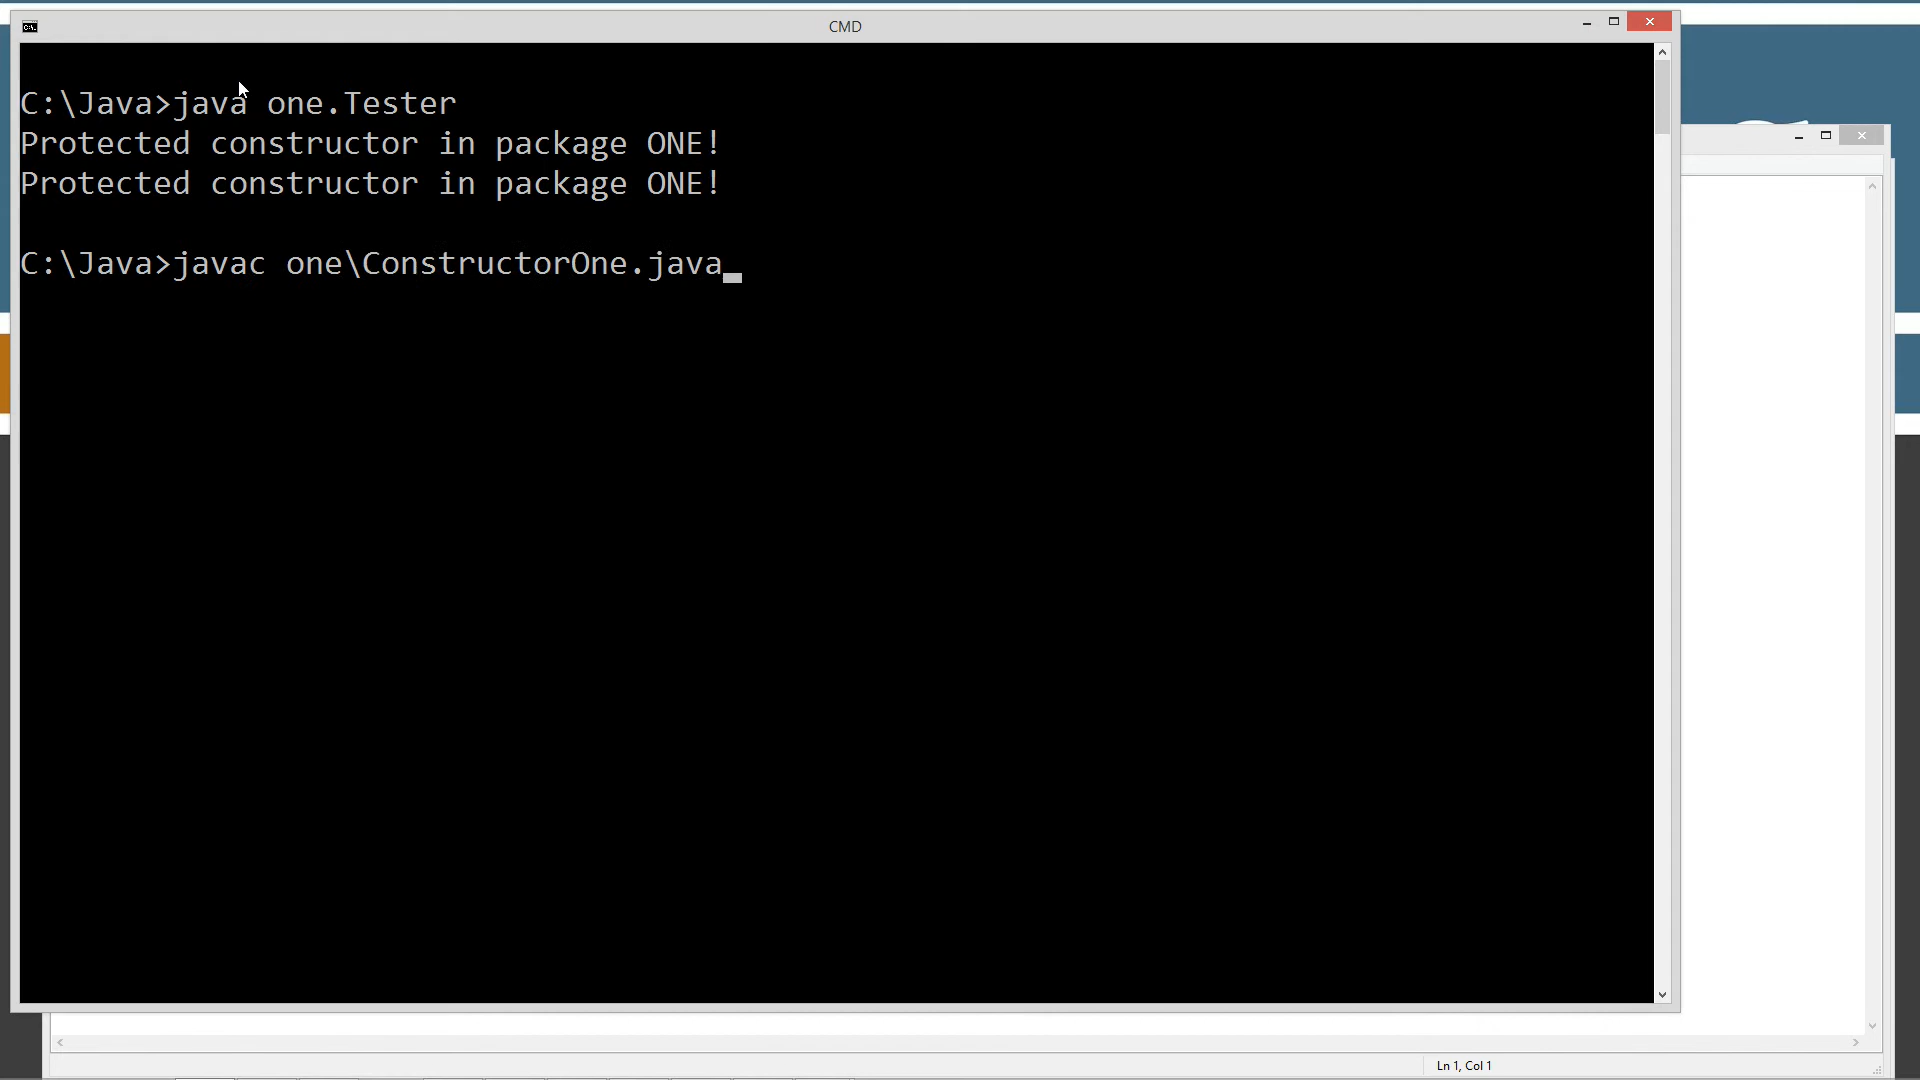 CMD
C:\Java>java one.Tester
Protected constructor in package ONE!
Protected constructor in package ONE!
C:\Java>javac one\ConstructorOne.java
Ln 1, Col 1